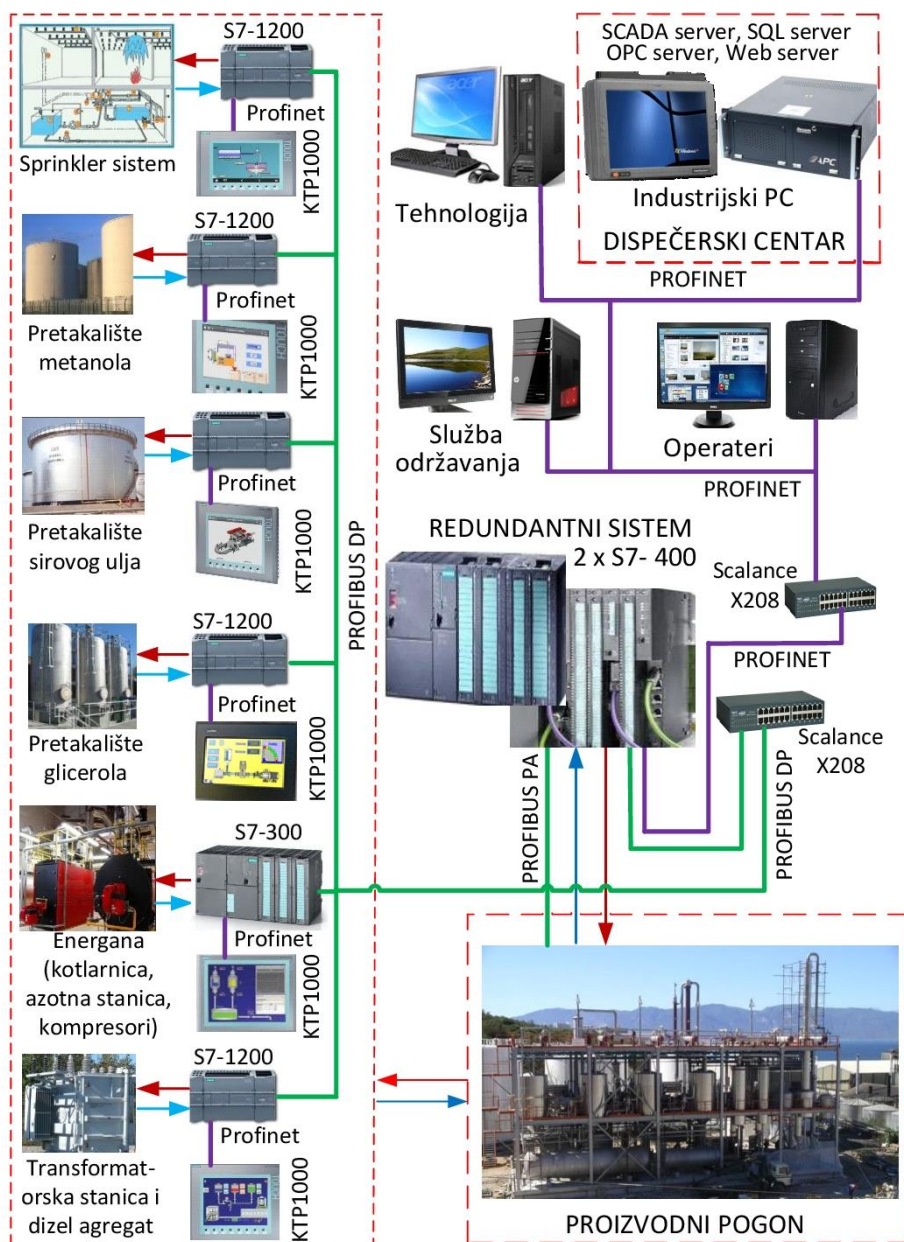 S7-1200
Profinet
KTP1000
Sprinkler sistem
S7-1200
Profinet
KTP1000
Pretakalište
metanola
S7-1200
Profinet
KTP1000
Pretakalište
sirovog ulja
PROFIBUS DP
S7-1200
Profinet
KTP1000
Pretakalište
glicerola
S7-300
Profinet
KTP1000
Energana
(kotlarnica,
azotna stanica,
kompresori)
S7-1200
Profinet
KTP1000
Transformat-
orska stanica i
dizel agregat
SCADA server, SQL server
OPC server, Web server
acer
APC
Tehnologija
Industrijski PC
DISPEČERSKI CENTAR
PROFINET
Služba
održavanja
Operateri
PROFINET
REDUNDANTNI SISTEM
2 x S7- 400
Scalance
X208
PROFINET
Scalance
X208
PROFIBUS PA
PROFIBUS DP
PROIZVODNI POGON